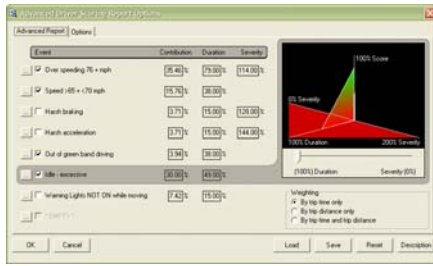 Advanced Driver Scoring Report Options
Advanced Report Options
Event Contribution Duration Severity
Over speeding 76 + mph 35.46 % 79.00 % 114.00 %
Speed >65 + <70 mph 15.76 % 38.00 %
Harsh braking 3.71 % 15.00 % 128.00 %
Harsh acceleration 3.71 % 15.00 % 144.00 %
Out of green band driving 3.94 % 38.00 %
Idle - excessive 30.00 % 49.00 %
Warning Lights NOT ON while moving 7.42 % 15.00 %
100% Score
0% Severity
100% Duration 200% Severity
(100%) Duration Severity (0%)
Weighting
By trip time only
By trip distance only
By trip time and trip distance
OK Cancel Load Save Reset Description